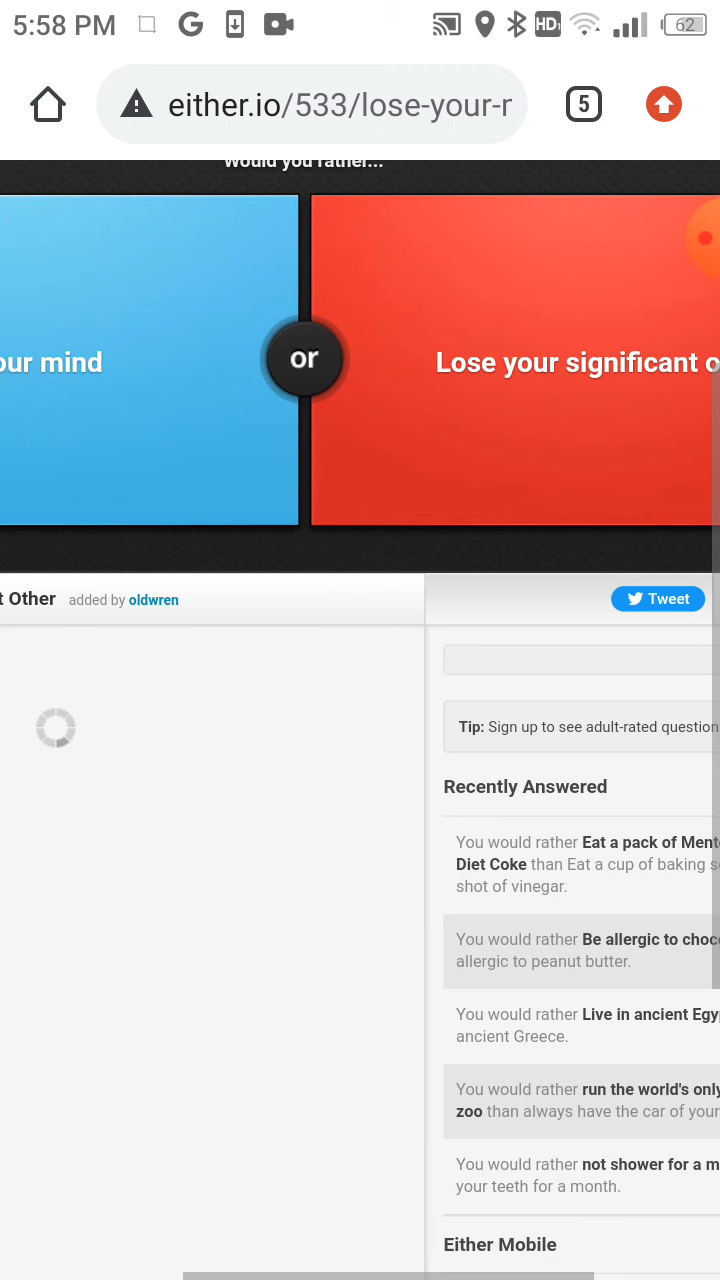 5:58 PM
HD1
62
either.io/533/lose-your-r
5
Would you rather...
our mind
or
Lose your significant o
t Other added by oldwren
Tweet
Tip: Sign up to see adult-rated question
Recently Answered
You would rather Eat a pack of Mento
Diet Coke than Eat a cup of baking s
shot of vinegar.
You would rather Be allergic to choc
allergic to peanut butter.
You would rather Live in ancient Egy
ancient Greece.
You would rather run the world's only
zoo than always have the car of your
You would rather not shower for a m
your teeth for a month.
Either Mobile